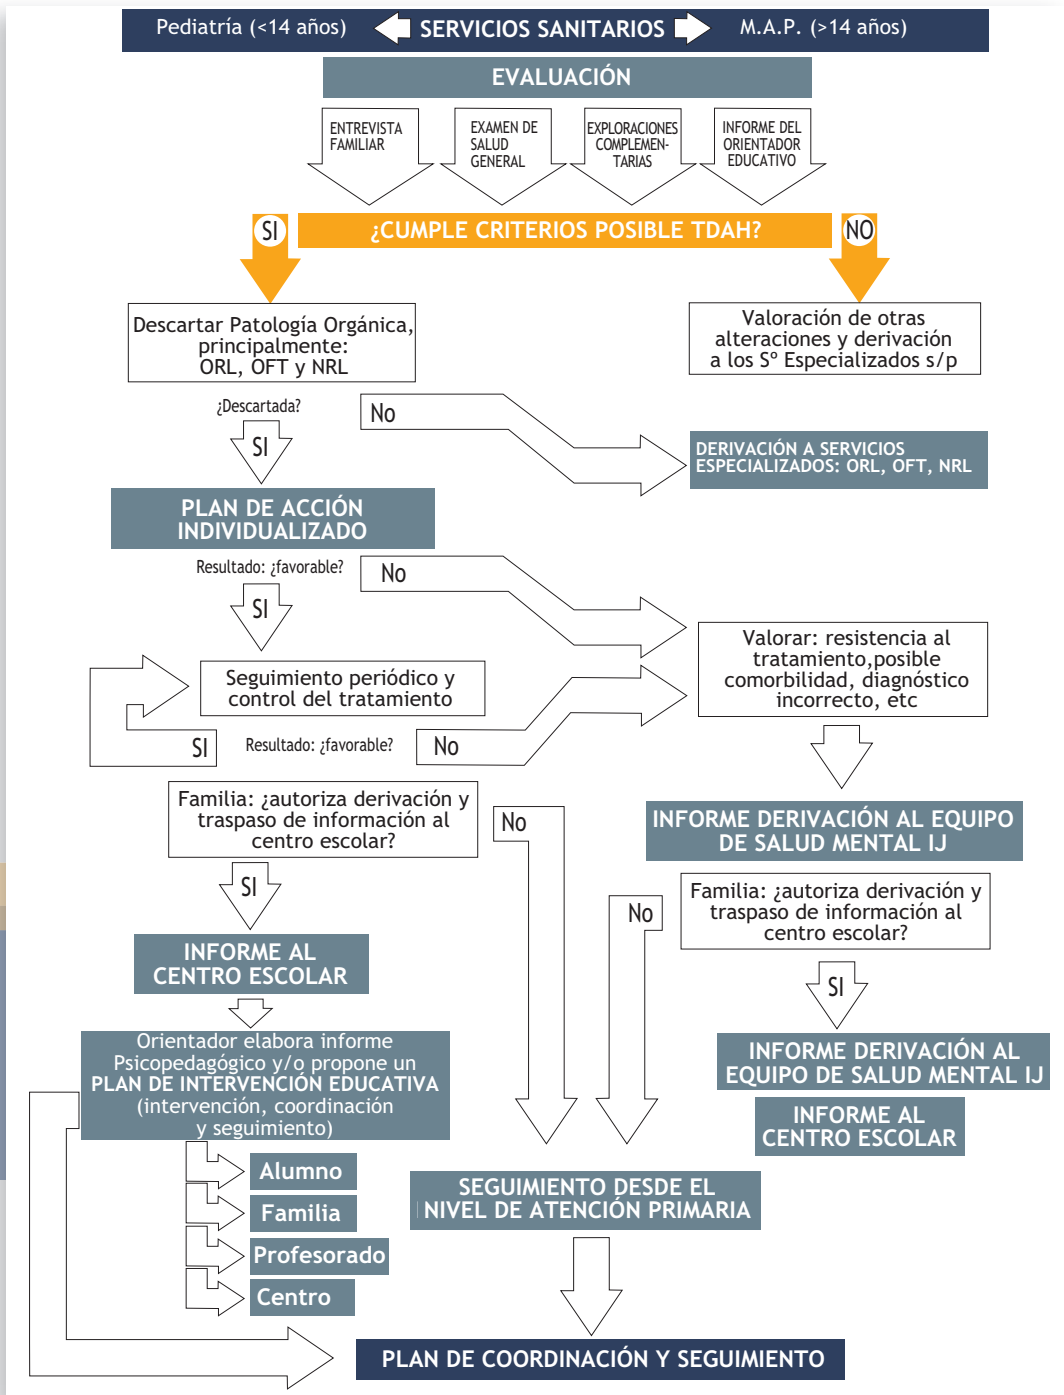 Pediatría (<14 años)
SERVICIOS SANITARIOS
M.A.P. (>14 años)
EVALUACIÓN
ENTREVISTA
FAMILIAR
EXAMEN DE
SALUD
GENERAL
EXPLORACIONES
COMPLEMEN-
TARIAS
INFORME DEL
ORIENTADOR
EDUCATIVO
SI
¿CUMPLE CRITERIOS POSIBLE TDAH?
NO
Descartar Patología Orgánica,
principalmente:
ORL, OFT y NRL
Valoración de otras
alteraciones y derivación
a los Sº Especializados s/p
¿Descartada?
No
SI
DERIVACIÓN A SERVICIOS
ESPECIALIZADOS: ORL, OFT, NRL
PLAN DE ACCIÓN
INDIVIDUALIZADO
Resultado: ¿favorable?
No
SI
Valorar: resistencia al
tratamiento,posible
comorbilidad, diagnóstico
incorrecto, etc
Seguimiento periódico y
control del tratamiento
SI
Resultado: ¿favorable?
No
Familia: ¿autoriza derivación y
traspaso de información al
centro escolar?
No
INFORME DERIVACIÓN AL EQUIPO
DE SALUD MENTAL IJ
SI
No
Familia: ¿autoriza derivación y
traspaso de información al
centro escolar?
INFORME AL
CENTRO ESCOLAR
SI
Orientador elabora informe
Psicopedagógico y/o propone un
PLAN DE INTERVENCIÓN EDUCATIVA
(intervención, coordinación
y seguimiento)
INFORME DERIVACIÓN AL
EQUIPO DE SALUD MENTAL IJ
INFORME AL
CENTRO ESCOLAR
Alumno
Familia
Profesorado
Centro
SEGUIMIENTO DESDE EL
NIVEL DE ATENCIÓN PRIMARIA
PLAN DE COORDINACIÓN Y SEGUIMIENTO